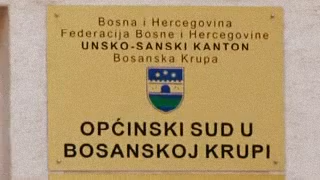 Bosna i Hercegovina
Federacija Bosne i Hercegovine
UNSKO-SANSKI KANTON
Bosanska Krupa
OPĆINSKI SUD U
BOSANSKOJ KRUPI